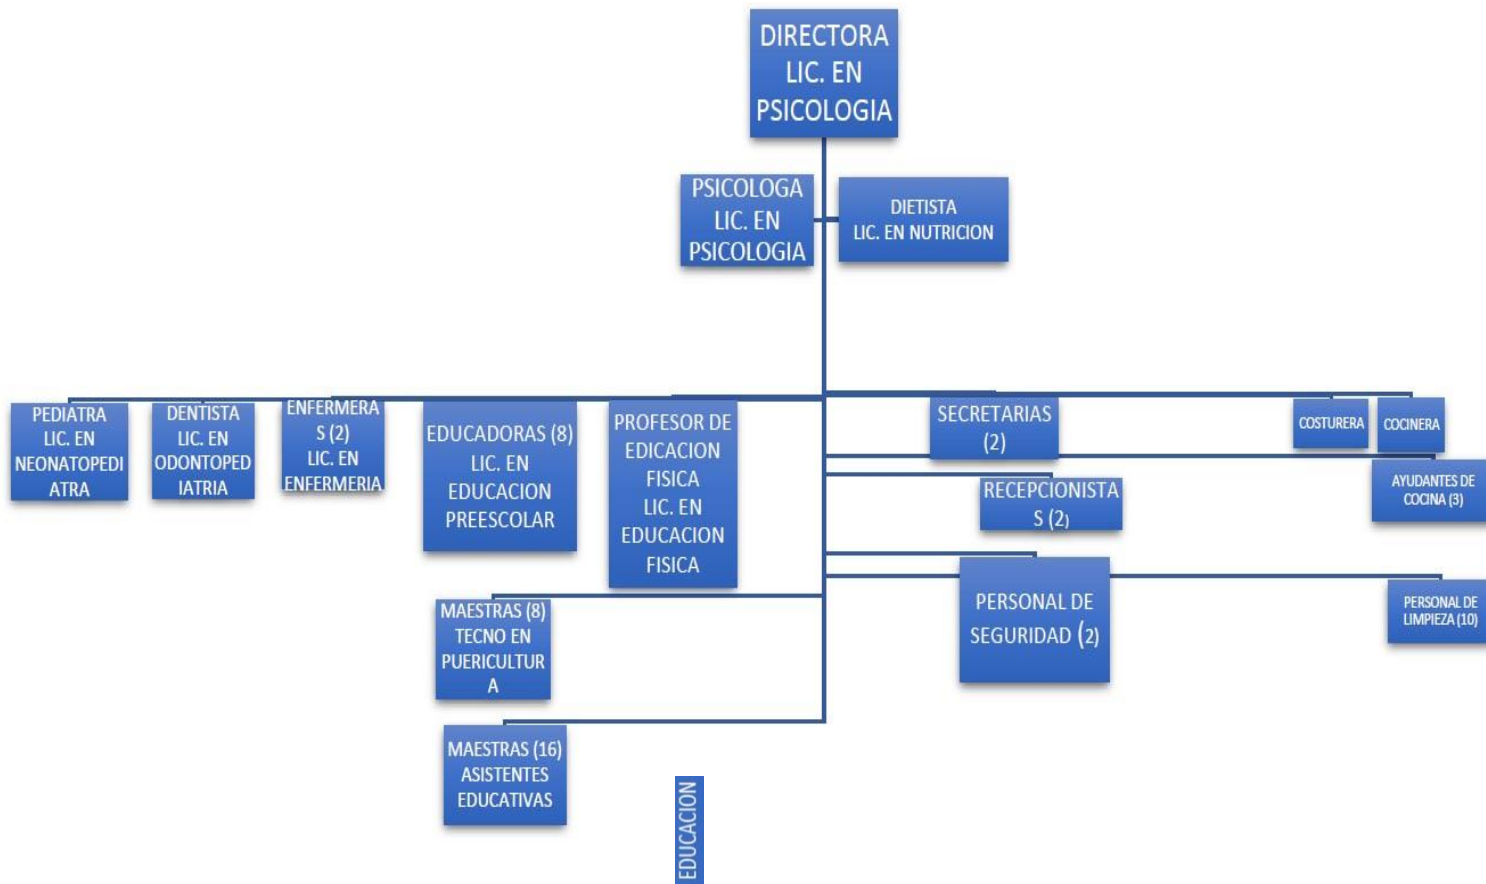 DIRECTORA
LIC. EN
PSICOLOGIA
PSICOLOGA
LIC. EN
PSICOLOGIA
DIETISTA
LIC. EN NUTRICION
PEDIATRA
LIC. EN
NEONATOPEDI
ATRA
DENTISTA
LIC. EN
ODONTOPED
IATRIA
ENFERMERA
S (2)
LIC. EN
ENFERMERIA
EDUCADORAS (8)
LIC. EN
EDUCACION
PREESCOLAR
PROFESOR DE
EDICACION
FISICA
LIC. EN
EDUCACION
FISICA
SECRETARIAS
(2)
COSTURERA
COCINERA
AYUDANTES DE
COCINA (3)
RECEPCIONISTA
S (2)
PERSONAL DE
SEGURIDAD (2)
PERSONAL DE
LIMPIEZA (10)
MAESTRAS (8)
TECNO EN
PUERICULTUR
A
MAESTRAS (16)
ASISTENTES
EDUCATIVAS
EDUCACION